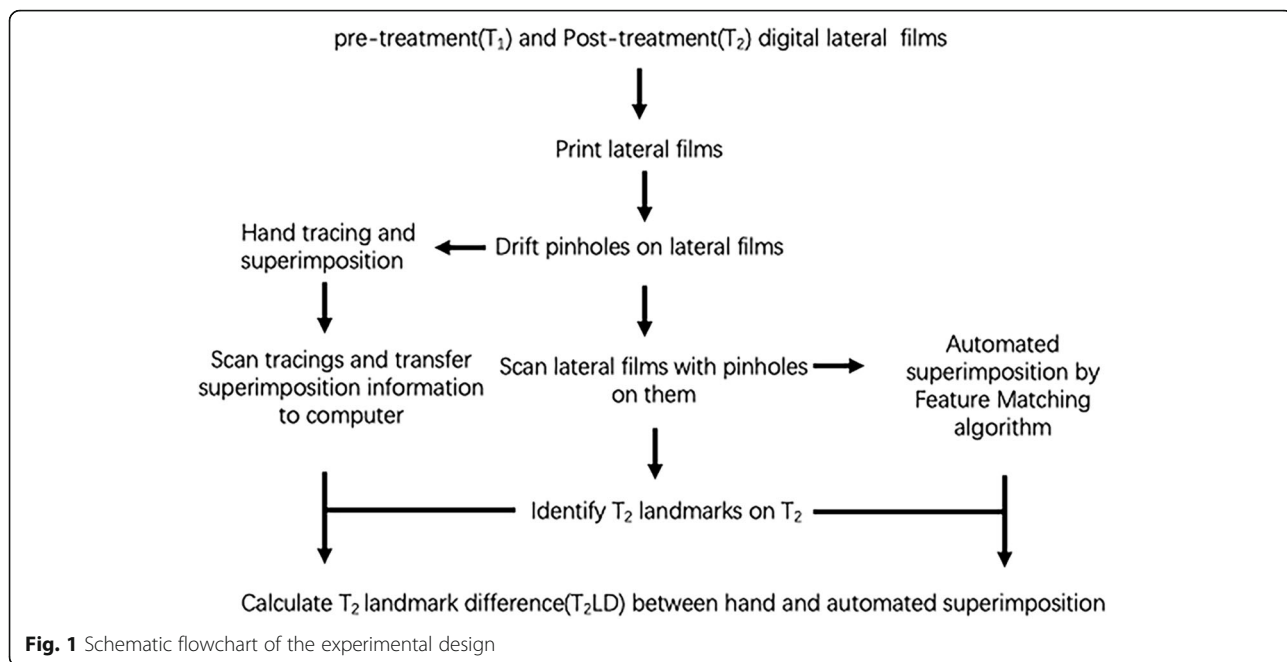 pre-treatment(T₁) and Post-treatment(T₂) digital lateral films
Print lateral films
Hand tracing and
superimposition
Drift pinholes on lateral films
Scan tracings and transfer
superimposition information
to computer
Scan lateral films with pinholes
on them
Automated
superimposition by
Feature Matching
algorithm
Identify T₂ landmarks on T₂
Calculate T₂ landmark difference(T₂LD) between hand and automated superimposition
Fig. 1 Schematic flowchart of the experimental design